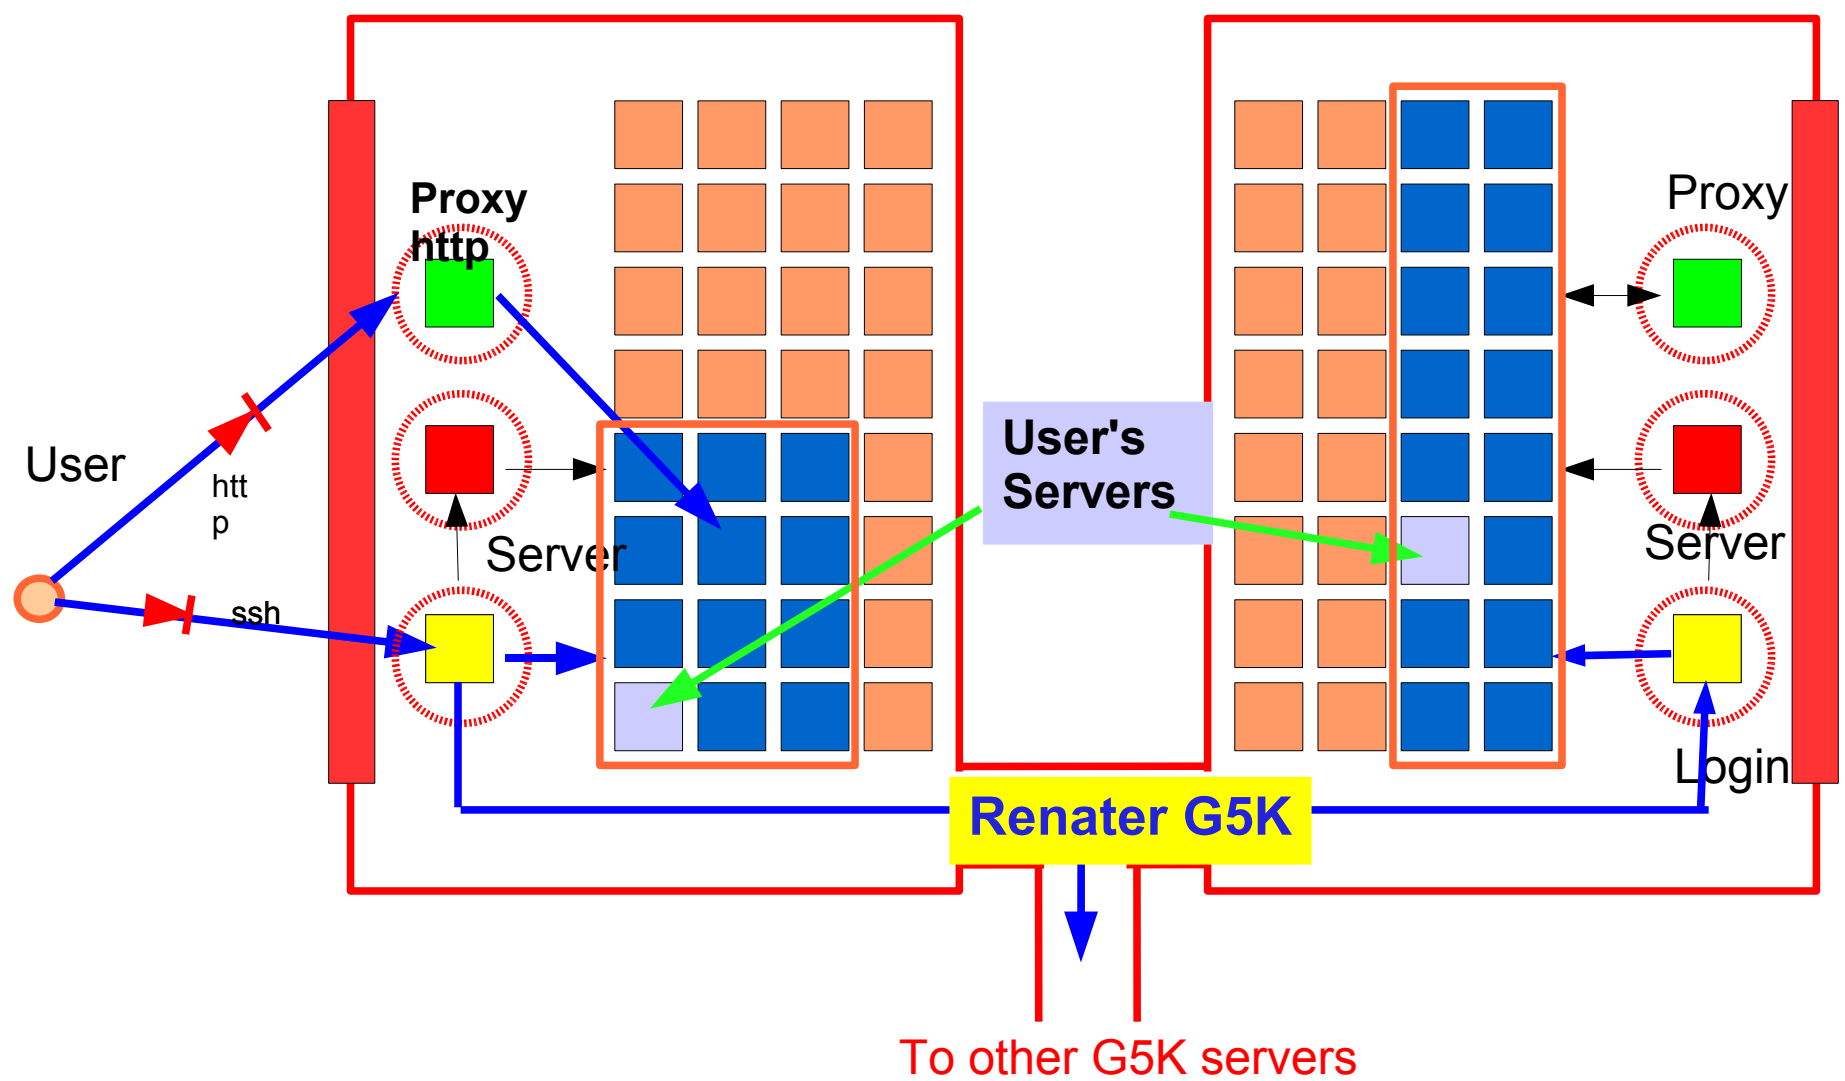 Proxy
http
Proxy
User
htt
p
User's
Servers
Server
Server
ssh
Login
Renater G5K
To other G5K servers